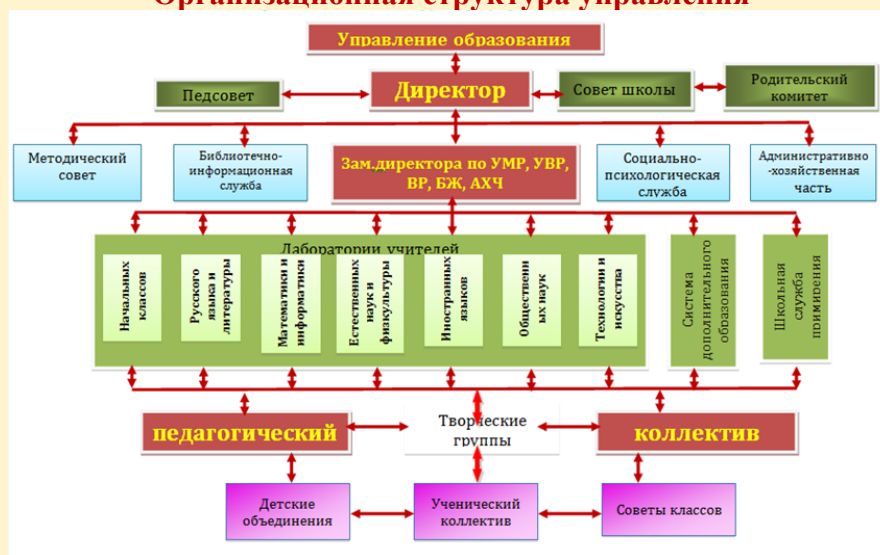 Организационная структура управления
Управление образования
Педсовет
Директор
Совет школы
Родительский
комитет
Методический
совет
Библиотечно-
информационная
служба
Зам.директора по УМР, УВР,
ВР, БЖ, АХЧ
Социально-
психологическая
служба
Административно
-хозяйственная
часть
Лаборатории учителей
Начальных
классов
Русского
языка и
литературы
Математики и
информатики
Естественных
наук и
физкультуры
Иностранных
языков
Общественн
ых наук
Технологии и
искусства
Система
дополнительного
образования
Школьная
служба
примирения
педагогический
Творческие
группы
коллектив
Детские
объединения
Ученический
коллектив
Советы классов